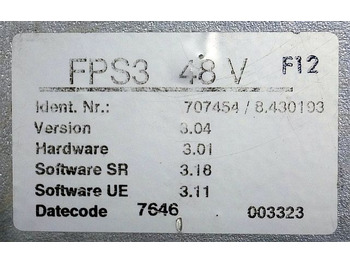 FPS3 48 V F12
Ident. Nr.: 707454 / 8.430193
Version 3.04
Hardware 3.01
Software SR 3.18
Software UE 3.11
Datecode 7646 003323